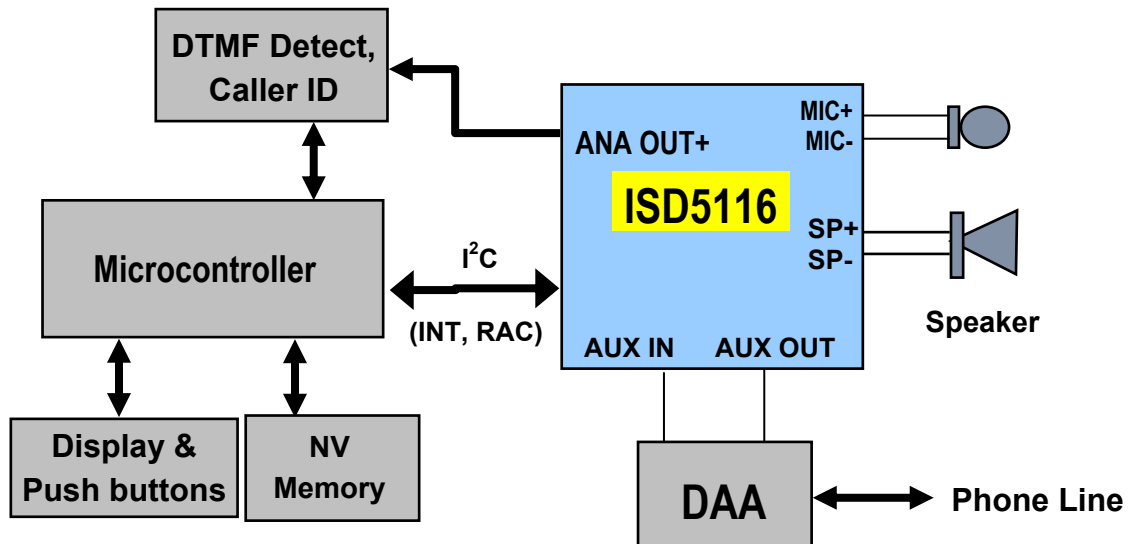 DTMF Detect,
Caller ID
Microcontroller
Display &
Push buttons
NV
Memory
I²C
(INT, RAC)
ANA OUT+
ISD5116
MIC+
MIC-
SP+
SP-
AUX IN
AUX OUT
Speaker
DAA
Phone Line